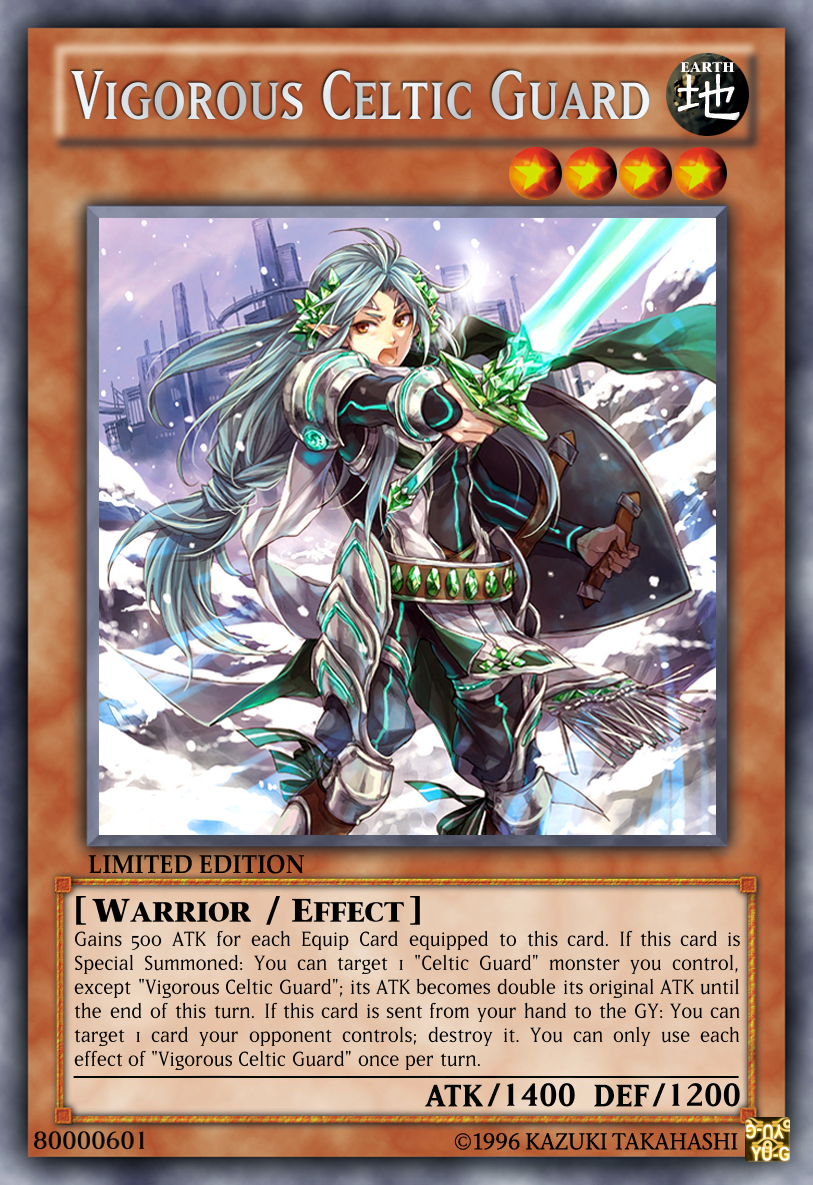 VIGOROUS CELTIC GUARD
EARTH
地
LIMITED EDITION
[ WARRIOR / EFFECT ]
Gains 500 ATK for each Equip Card equipped to this card. If this card is
Special Summoned: You can target 1 "Celtic Guard" monster you control,
except "Vigorous Celtic Guard"; its ATK becomes double its original ATK until
the end of this turn. If this card is sent from your hand to the GY: You can
target 1 card your opponent controls; destroy it. You can only use each
effect of "Vigorous Celtic Guard" once per turn.
ATK/1400 DEF/1200
80000601
©1996 KAZUKI TAKAHASHI